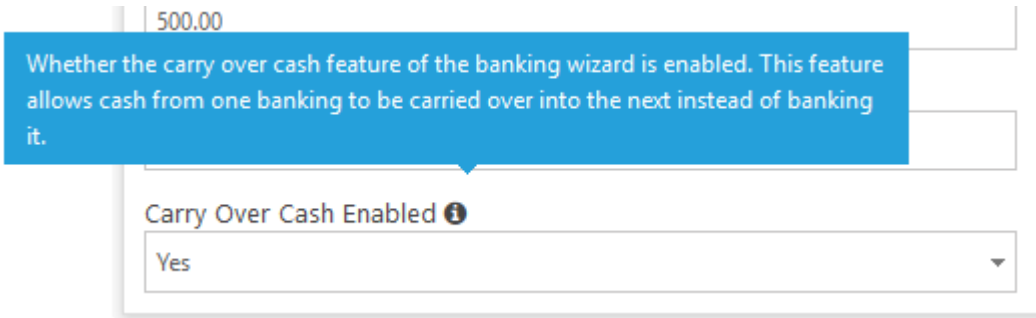 500.00
Whether the carry over cash feature of the banking wizard is enabled. This feature
allows cash from one banking to be carried over into the next instead of banking
it.
Carry Over Cash Enabled
Yes